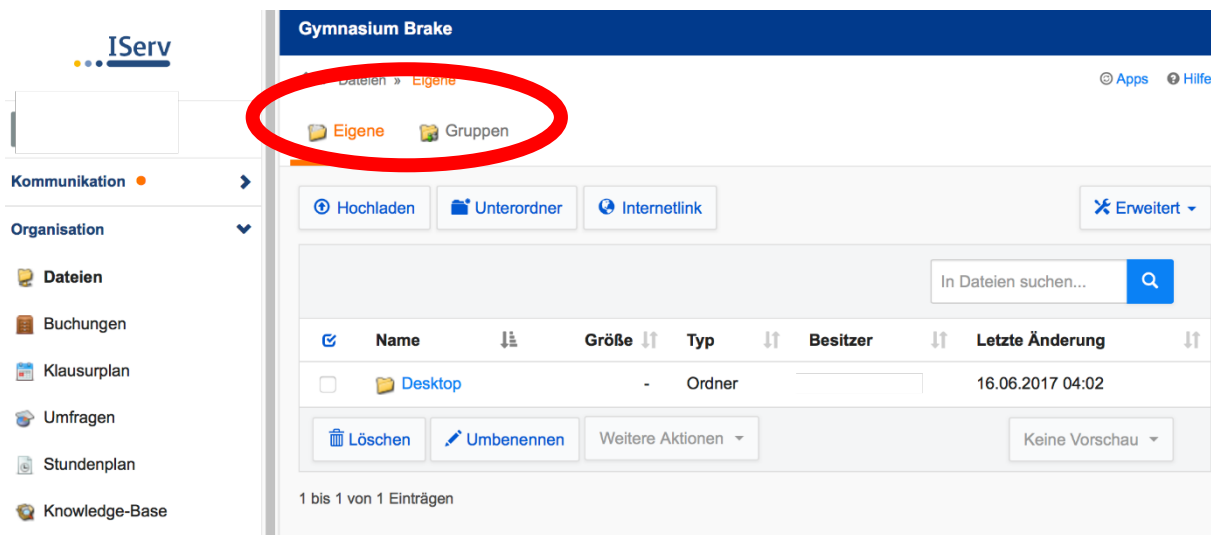 IServ
Kommunikation
Organisation
Dateien
Buchungen
Klausurplan
Umfragen
Stundenplan
Knowledge-Base
Gymnasium Brake
Dateien » Eigene
Apps Hilfe
Eigene Gruppen
Hochladen Unterordner Internetlink Erweitert
In Dateien suchen...
Name Größe Typ Besitzer Letzte Änderung
Desktop - Ordner 16.06.2017 04:02
Löschen Umbenennen Weitere Aktionen Keine Vorschau
1 bis 1 von 1 Einträgen